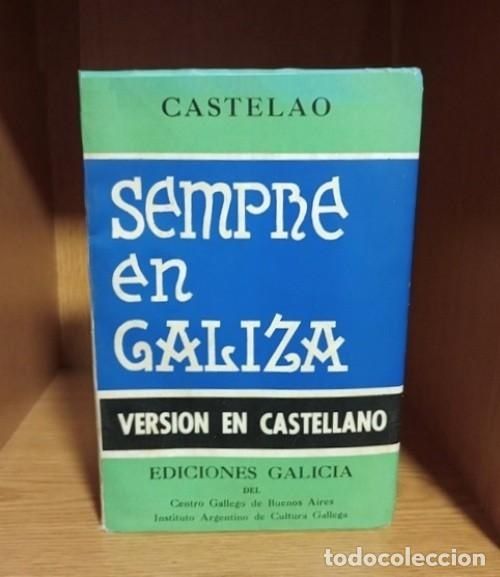 CASTELAO
SEMPRE
en
GALIZA
VERSION EN CASTELLANO
EDICIONES GALICIA
DEL
Centro Gallego de Buenos Aires
Instituto Argentino de Cultura Gallega
todocoleccion